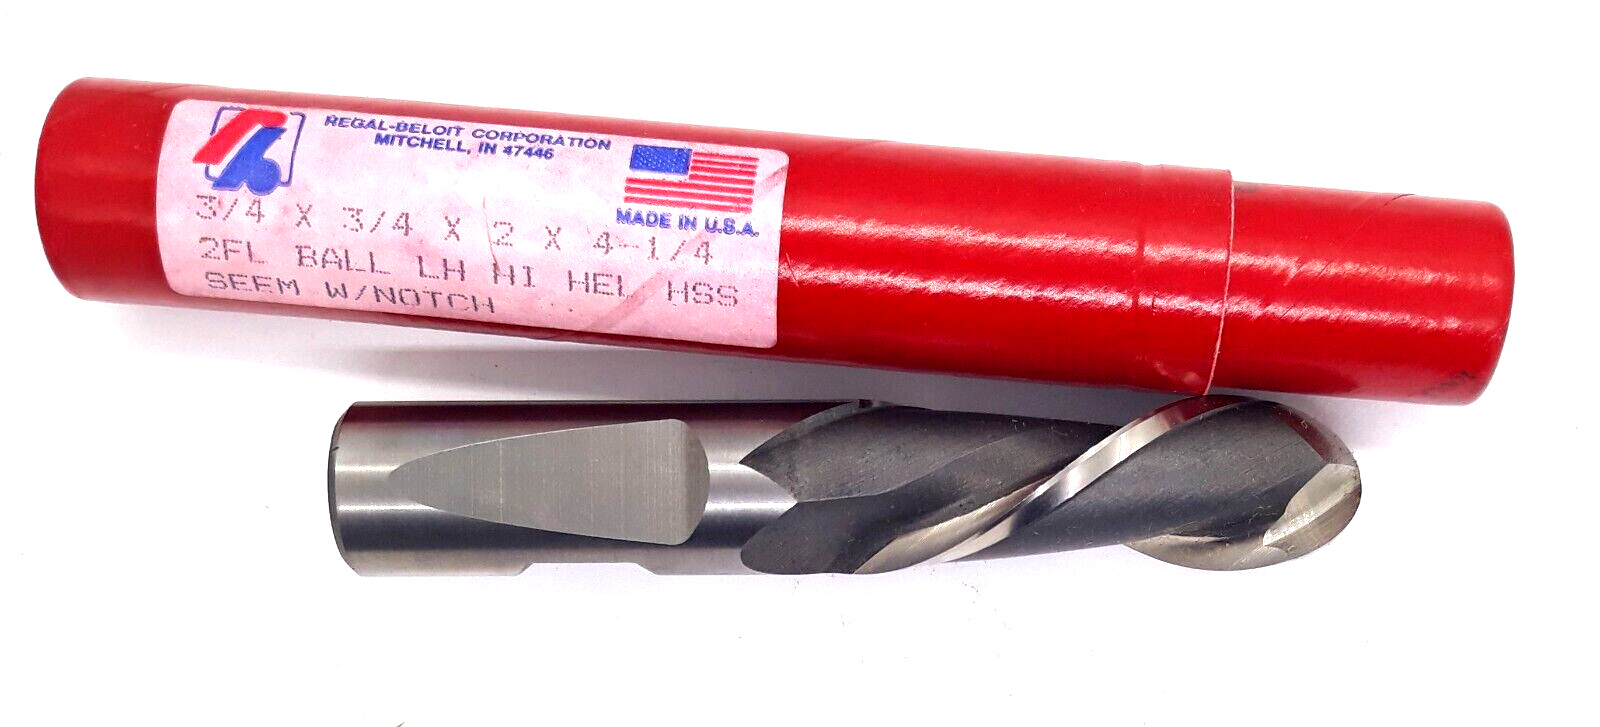 REGAL-BELOIT CORPORATION
MITCHELL, IN 47446
MADE IN U.S.A.
3/4 X 3/4 X 2 X 4-1/4
2FL BALL LH HI HEL HSS
SEEM W/NOTCH